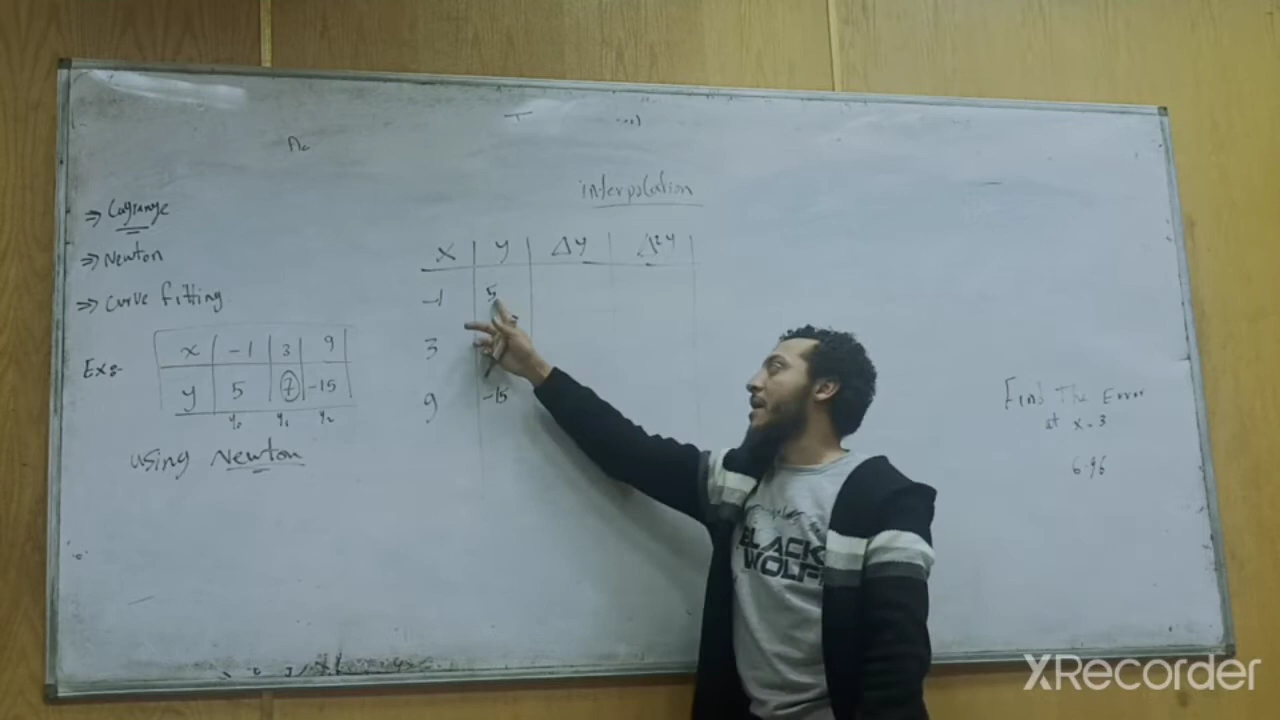 interpolation
⇒ Lagrange
⇒ Newton
⇒ curve fitting
Ex:-
x | -1 | 3 | 9
y | 5 | 7 | -15
y₀ y₁ y₂
using Newton
x | y | Δy | Δ²y
-1 5
3
9 -15
Find The Error
at x = 3
6.96
BLACK
WOLF
XRecorder